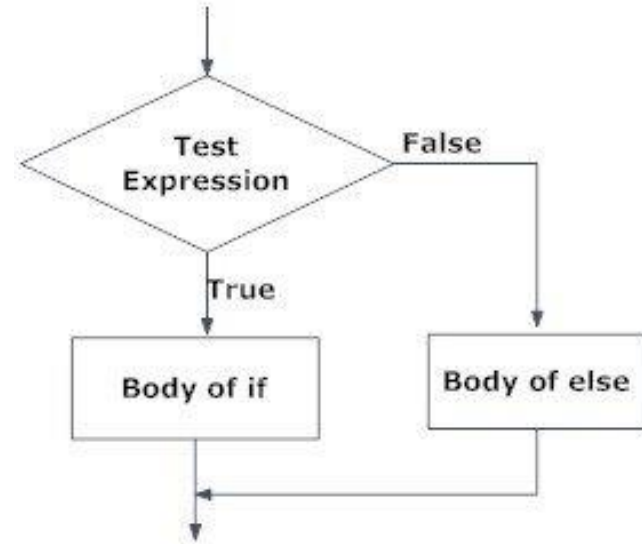 Test
Expression
False
True
Body of if
Body of else